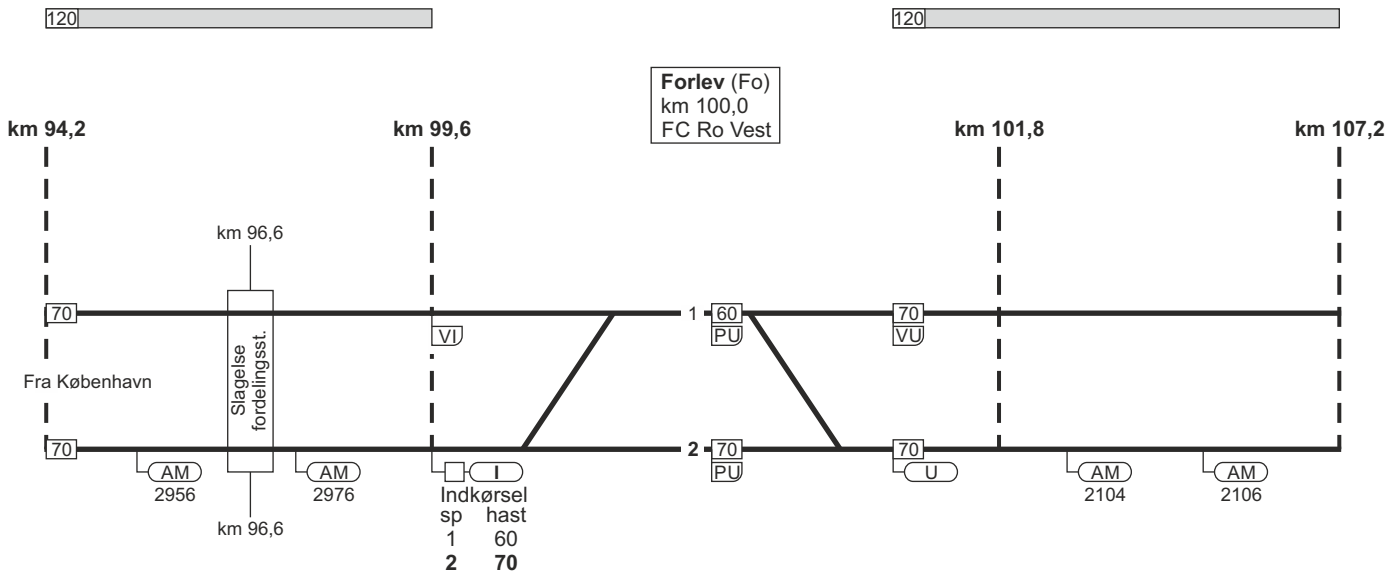 120
120
Forlev (Fo)
km 100,0
FC Ro Vest
km 94,2
km 99,6
km 101,8
km 107,2
km 96,6
70
1
60
70
VI
PU
VU
Fra København
Slagelse
fordelingsst.
70
2
70
70
AM
AM
I
PU
U
AM
AM
2956
2976
2104
2106
km 96,6
Indkørsel
sp hast
1 60
2 70